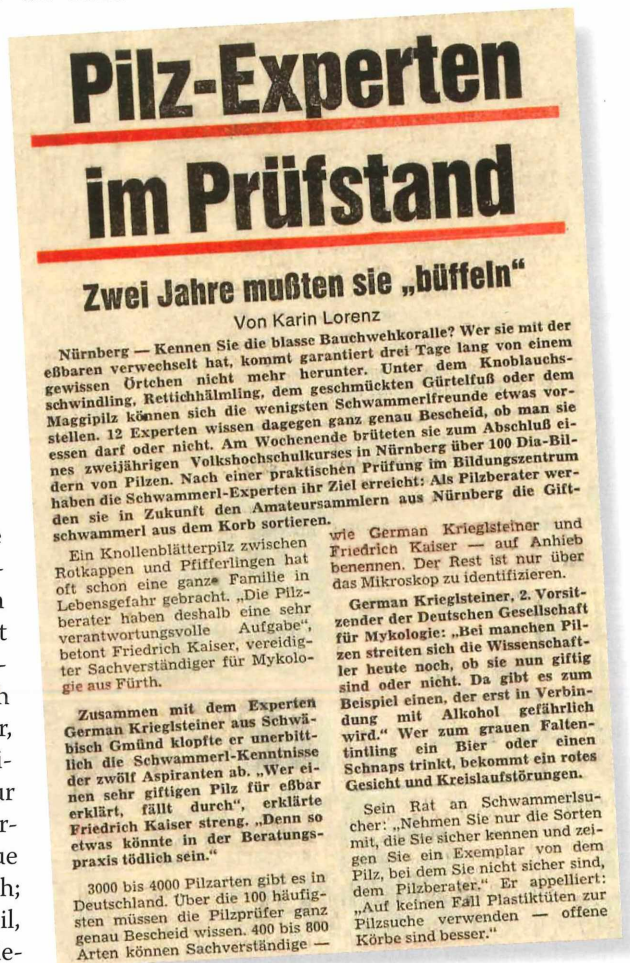 Pilz-Experten
im Prüfstand
Zwei Jahre mußten sie „büffeln“
Von Karin Lorenz
Nürnberg — Kennen Sie die blasse Bauchwehkoralle? Wer sie mit der
eßbaren verwechselt hat, kommt garantiert drei Tage lang von einem
gewissen Örtchen nicht mehr herunter. Unter dem Knoblauchs-
schwindling, Rettichhälmling, dem geschmückten Gürtelfuß oder dem
Maggipilz können sich die wenigsten Schwammerlfreunde etwas vor-
stellen. 12 Experten wissen dagegen ganz genau Bescheid, ob man sie
essen darf oder nicht. Am Wochenende brüteten sie zum Abschluß ei-
nes zweijährigen Volkshochschulkurses in Nürnberg über 100 Dia-Bil-
dern von Pilzen. Nach einer praktischen Prüfung im Bildungszentrum
haben die Schwammerl-Experten ihr Ziel erreicht: Als Pilzberater wer-
den sie in Zukunft den Amateursammlern aus Nürnberg die Gift-
schwammerl aus dem Korb sortieren.
Ein Knollenblätterpilz zwischen
Rotkappen und Pfifferlingen hat
oft schon eine ganze Familie in
Lebensgefahr gebracht. „Die Pilz-
berater haben deshalb eine sehr
verantwortungsvolle Aufgabe“,
betont Friedrich Kaiser, vereidig-
ter Sachverständiger für Mykolo-
gie aus Fürth.
Zusammen mit dem Experten
German Krieglsteiner aus Schwä-
bisch Gmünd klopfte er unerbitt-
lich die Schwammerl-Kenntnisse
der zwölf Aspiranten ab. „Wer ei-
nen sehr giftigen Pilz für eßbar
erklärt, fällt durch“, erklärte
Friedrich Kaiser streng. „Denn so
etwas könnte in der Beratungs-
praxis tödlich sein.“
3000 bis 4000 Pilzarten gibt es in
Deutschland. Über die 100 häufig-
sten müssen die Pilzprüfer ganz
genau Bescheid wissen. 400 bis 800
Arten können Sachverständige —
wie German Krieglsteiner und
Friedrich Kaiser — auf Anhieb
benennen. Der Rest ist nur über
das Mikroskop zu identifizieren.
German Krieglsteiner, 2. Vorsit-
zender der Deutschen Gesellschaft
für Mykologie: „Bei manchen Pil-
zen streiten sich die Wissenschaft-
ler heute noch, ob sie nun giftig
sind oder nicht. Da gibt es zum
Beispiel einen, der erst in Verbin-
dung mit Alkohol gefährlich
wird.“ Wer zum grauen Falten-
tintling ein Bier oder einen
Schnaps trinkt, bekommt ein rotes
Gesicht und Kreislaufstörungen.
Sein Rat an Schwammerlsu-
cher: „Nehmen Sie nur die Sorten
mit, die Sie sicher kennen und zei-
gen Sie ein Exemplar von dem
Pilz, bei dem Sie nicht sicher sind,
dem Pilzberater.“ Er appelliert:
„Auf keinen Fall Plastiktüten zur
Pilzsuche verwenden — offene
Körbe sind besser.“